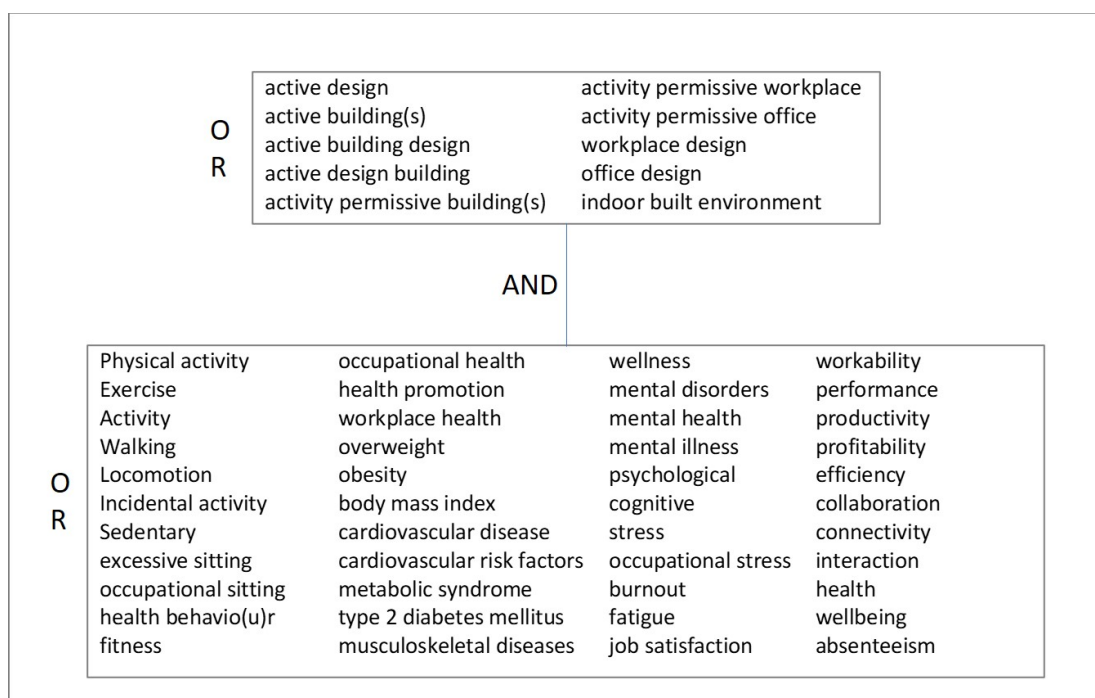 O
R
active design
active building(s)
active building design
active design building
activity permissive building(s)
activity permissive workplace
activity permissive office
workplace design
office design
indoor built environment
AND
O
R
Physical activity
Exercise
Activity
Walking
Locomotion
Incidental activity
Sedentary
excessive sitting
occupational sitting
health behavio(u)r
fitness
occupational health
health promotion
workplace health
overweight
obesity
body mass index
cardiovascular disease
cardiovascular risk factors
metabolic syndrome
type 2 diabetes mellitus
musculoskeletal diseases
wellness
mental disorders
mental health
mental illness
psychological
cognitive
stress
occupational stress
burnout
fatigue
job satisfaction
workability
performance
productivity
profitability
efficiency
collaboration
connectivity
interaction
health
wellbeing
absenteeism